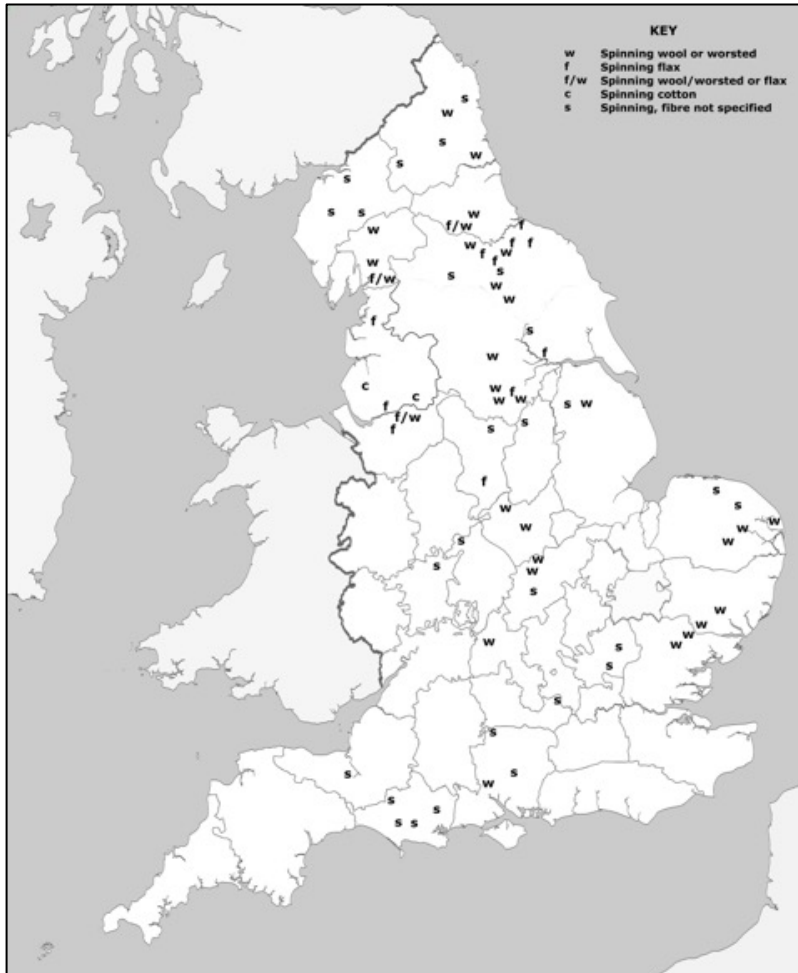 KEY
w Spinning wool or worsted
f Spinning flax
f/w Spinning wool/worsted or flax
c Spinning cotton
s Spinning, fibre not specified
s
w
s
w
s
s
s s
w
w
f/w
f
w
f/w
w f w f f
f
s s
w
w
f
s
f
w
c
w f
c w w
f
f/w
f
s w
s
s
f
w
w
s
s
w
w
s
s
s
w
w
w
w
w
w
w
s
s
w
s
s
s
w
s
s
s
s s